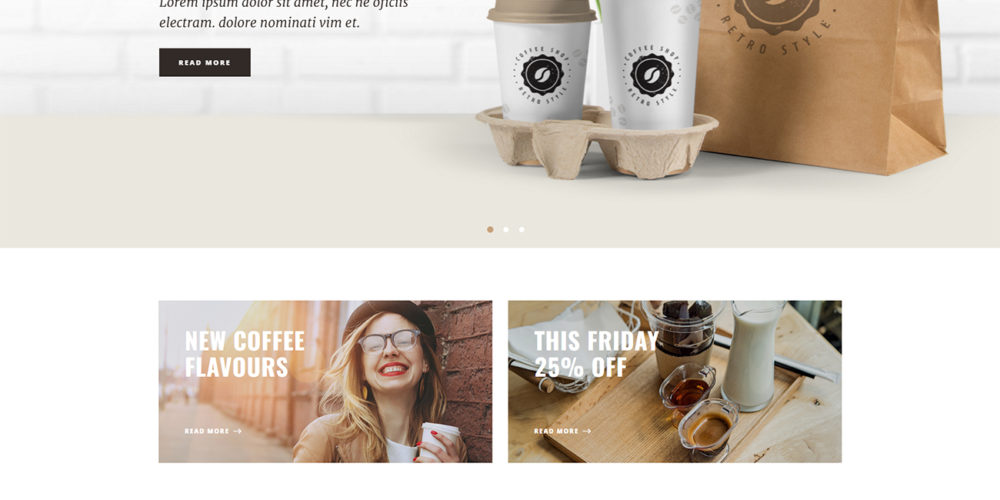 Lorem ipsum dolor sit amet, nec ne oficiis
electram. dolore nominati vim et.
READ MORE
COFFEE SHOP
RETRO STYLE
COFFEE SHOP
RETRO STYLE
RETRO STYLE
NEW COFFEE
FLAVOURS
READ MORE →
THIS FRIDAY
25% OFF
READ MORE →